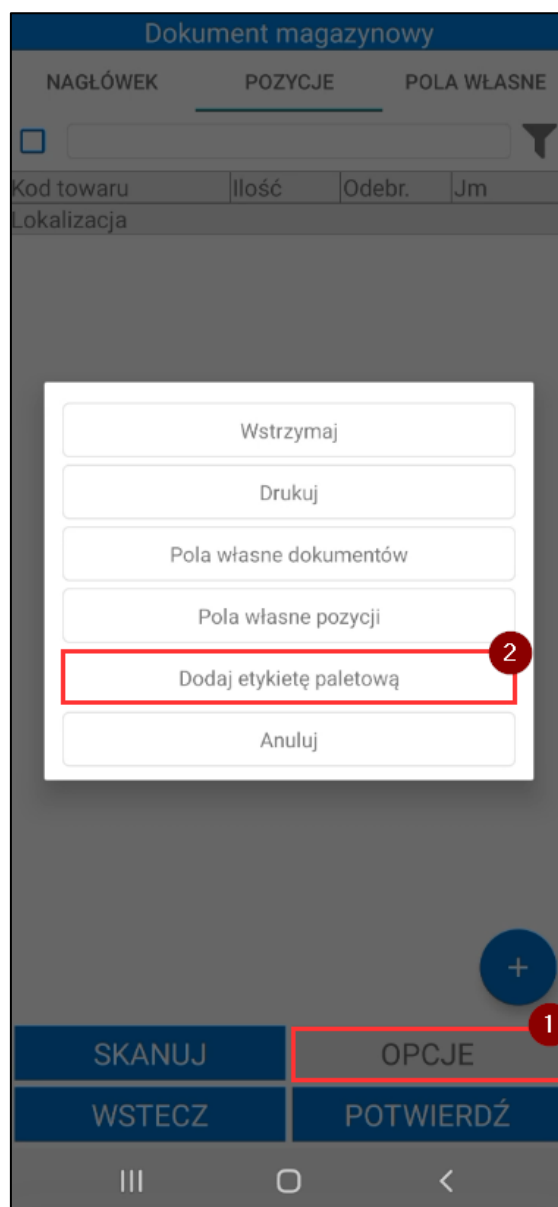 Dokument magazynowy
NAGŁÓWEK POZYCJE POLA WŁASNE
Kod towaru Ilość Odebr. Jm
Lokalizacja
Wstrzymaj
Drukuj
Pola własne dokumentów
Pola własne pozycji
2
Dodaj etykietę paletową
Anuluj
+
1
SKANUJ OPCJE
WSTECZ POTWIERDŹ